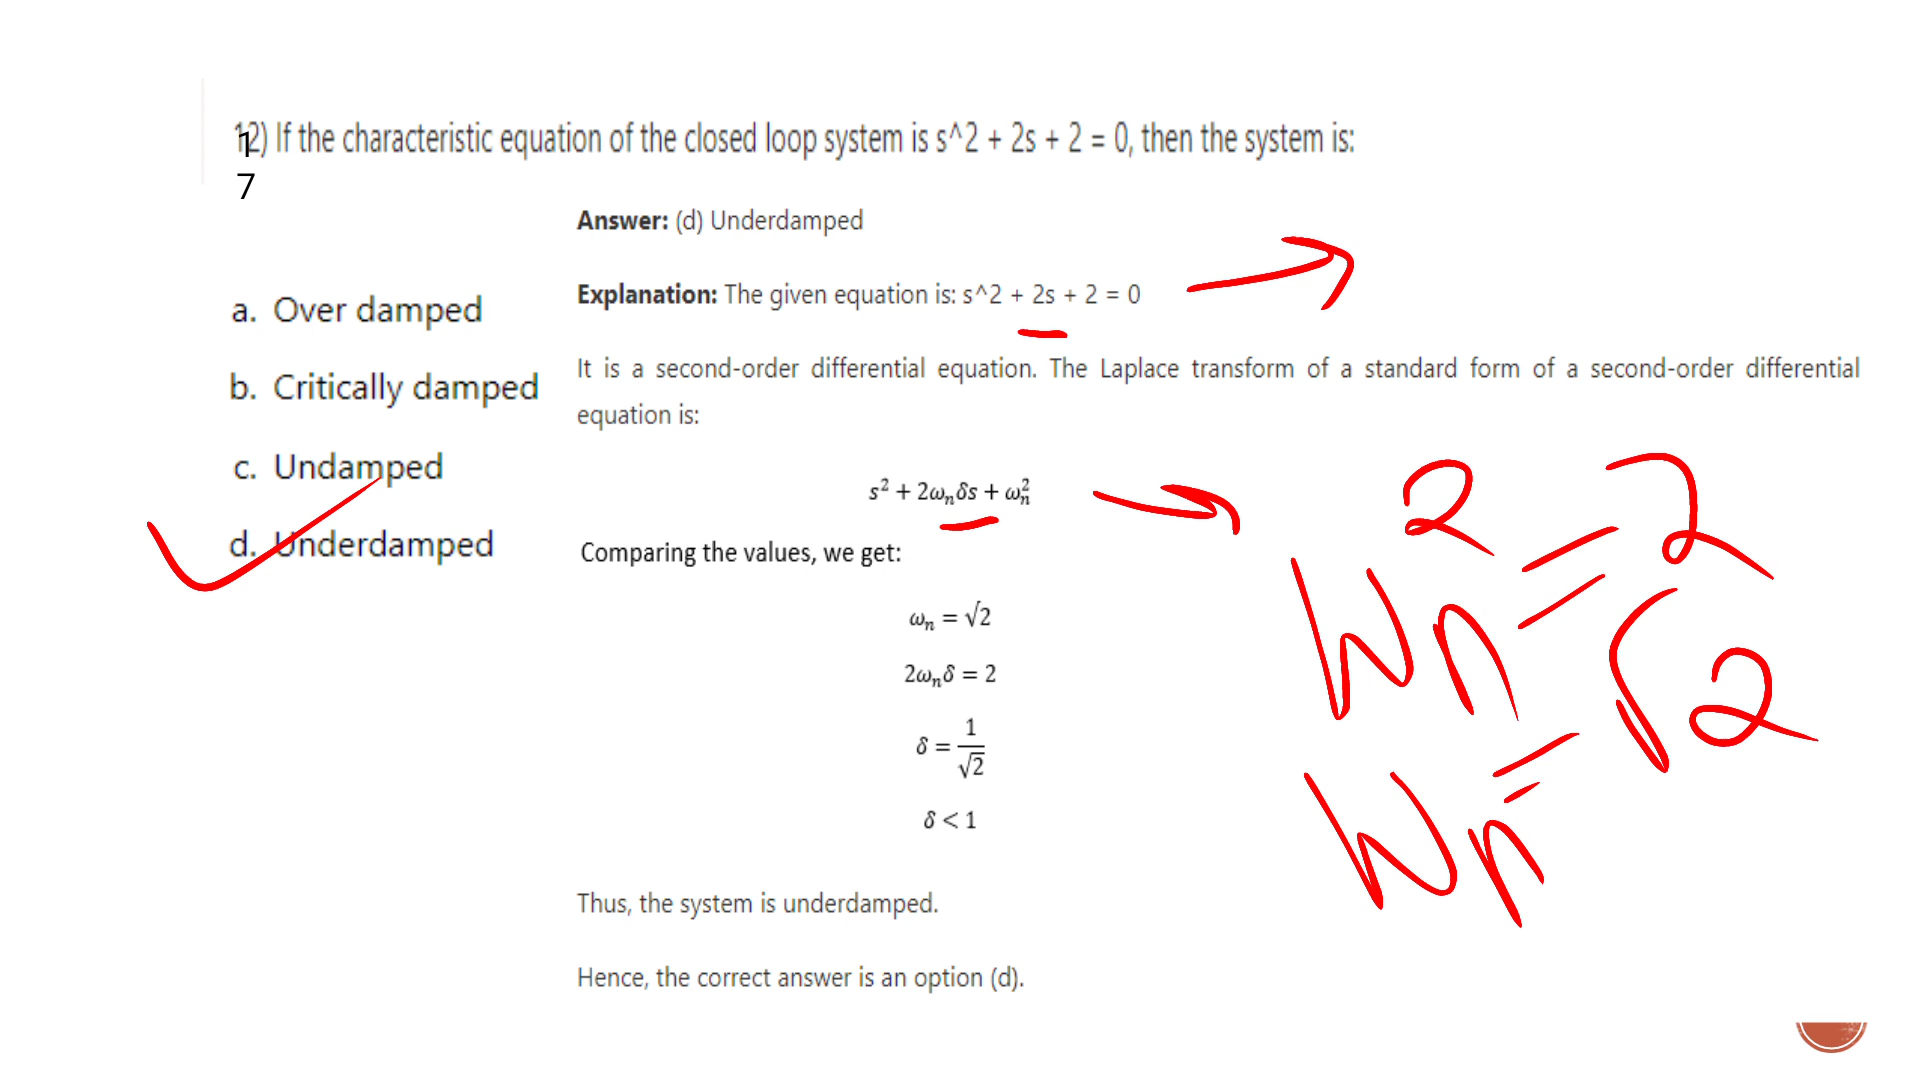 12) If the characteristic equation of the closed loop system is s^2 + 2s + 2 = 0, then the system is:
17
Answer: (d) Underdamped
Explanation: The given equation is: s^2 + 2s + 2 = 0
It is a second-order differential equation. The Laplace transform of a standard form of a second-order differential
equation is:
s² + 2ωₙδs + ωₙ²
Comparing the values, we get:
ωₙ = √2
2ωₙδ = 2
δ = 1/√2
δ < 1
Thus, the system is underdamped.
Hence, the correct answer is an option (d).
a. Over damped
b. Critically damped
c. Undamped
d. Underdamped
Wn² = 2
Wn = √2